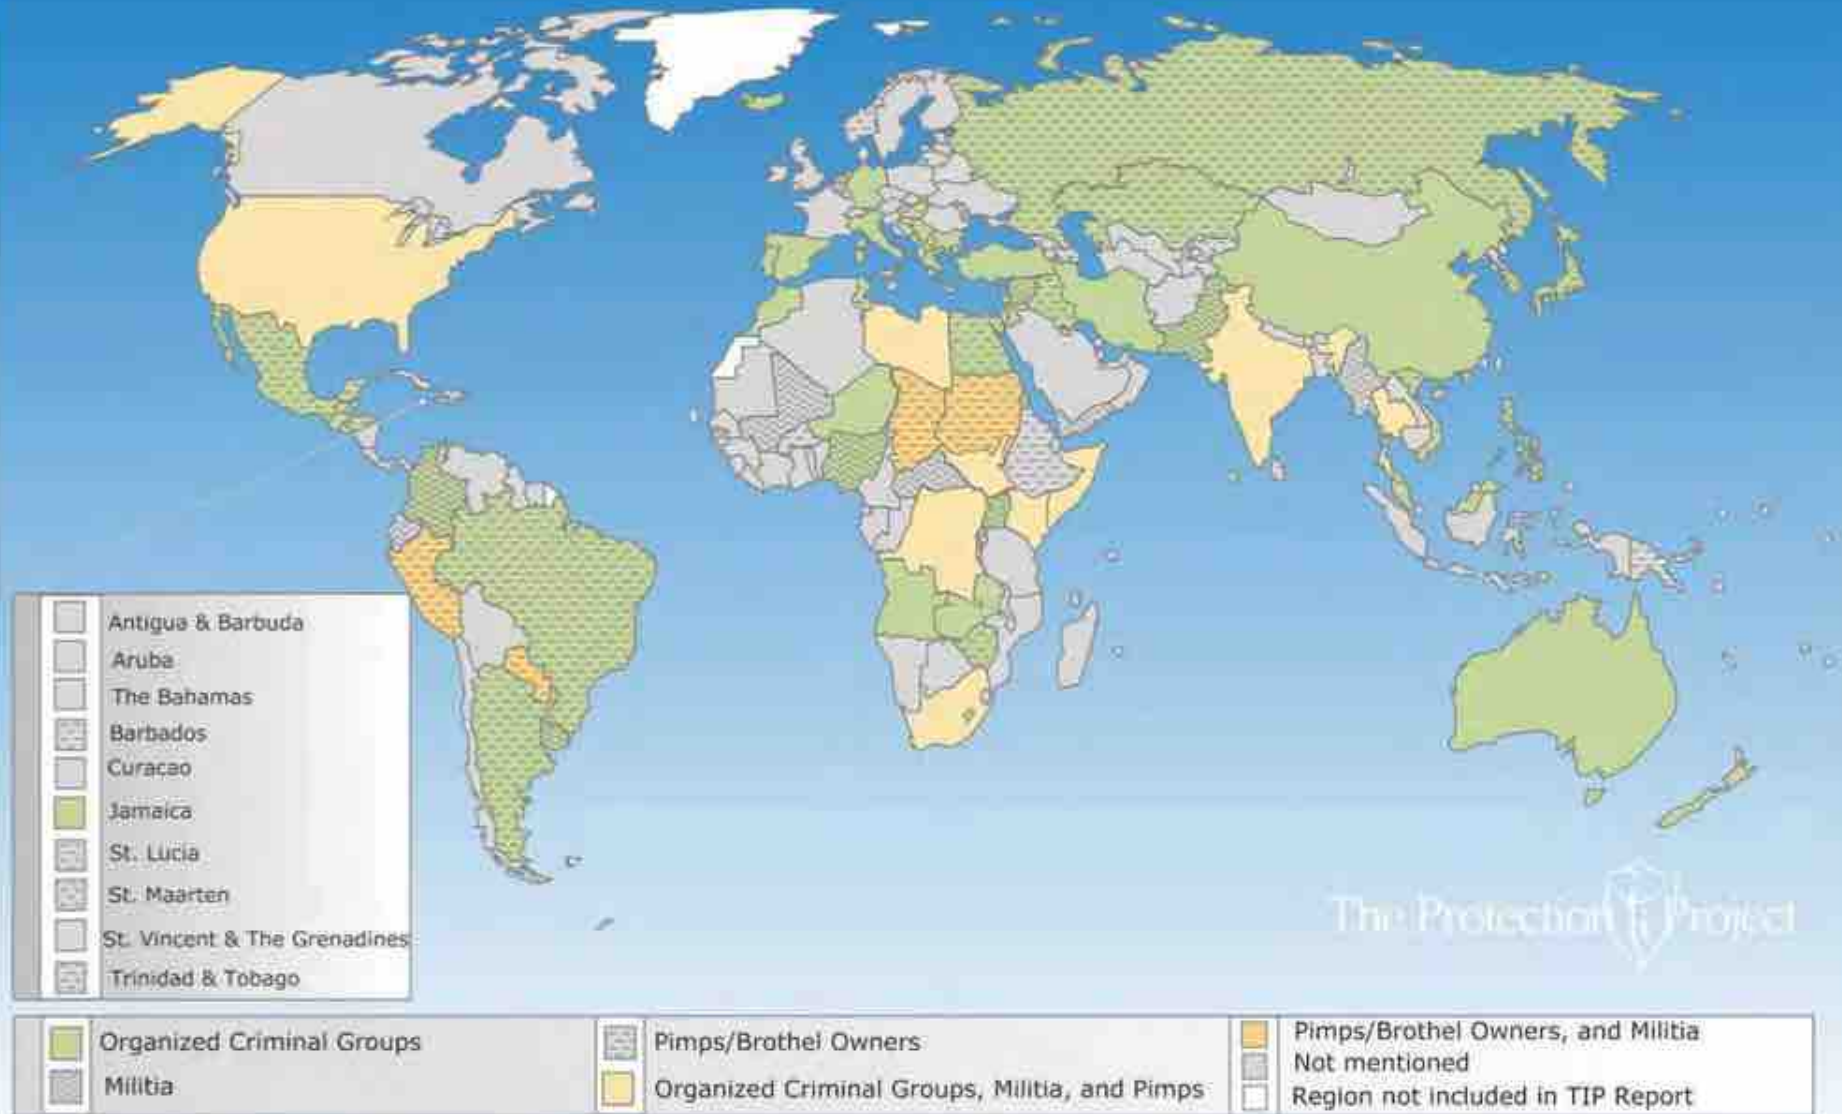 Antigua & Barbuda
Aruba
The Bahamas
Barbados
Curacao
Jamaica
St. Lucia
St. Maarten
St. Vincent & The Grenadines
Trinidad & Tobago
The Protection Project
Organized Criminal Groups
Militia
Pimps/Brothel Owners
Organized Criminal Groups, Militia, and Pimps
Pimps/Brothel Owners, and Militia
Not mentioned
Region not included in TIP Report